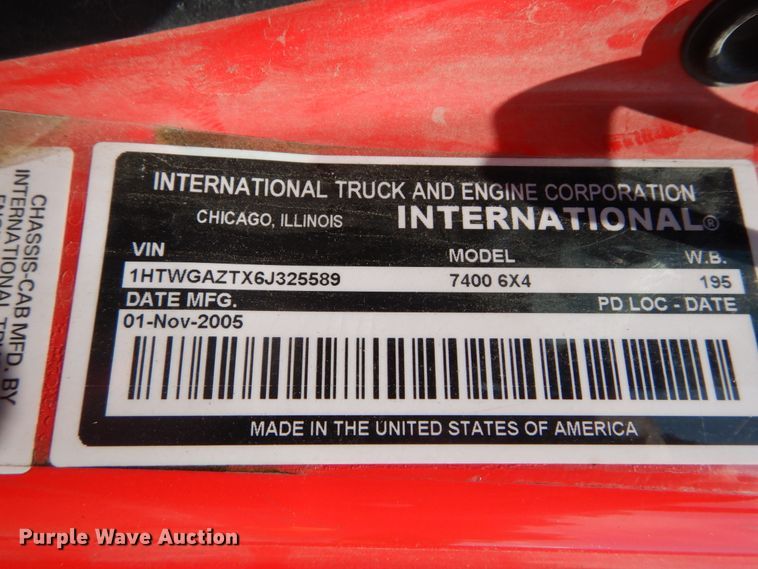 INTERNATIONAL TRUCK AND ENGINE CORPORATION
CHICAGO, ILLINOIS INTERNATIONAL®
VIN MODEL W.B.
1HTWGAZTX6J325589 7400 6X4 195
DATE MFG. PD LOC - DATE
01-Nov-2005
MADE IN THE UNITED STATES OF AMERICA
CHASSIS-CAB MFD. BY
INTERNATIONAL
Purple Wave Auction